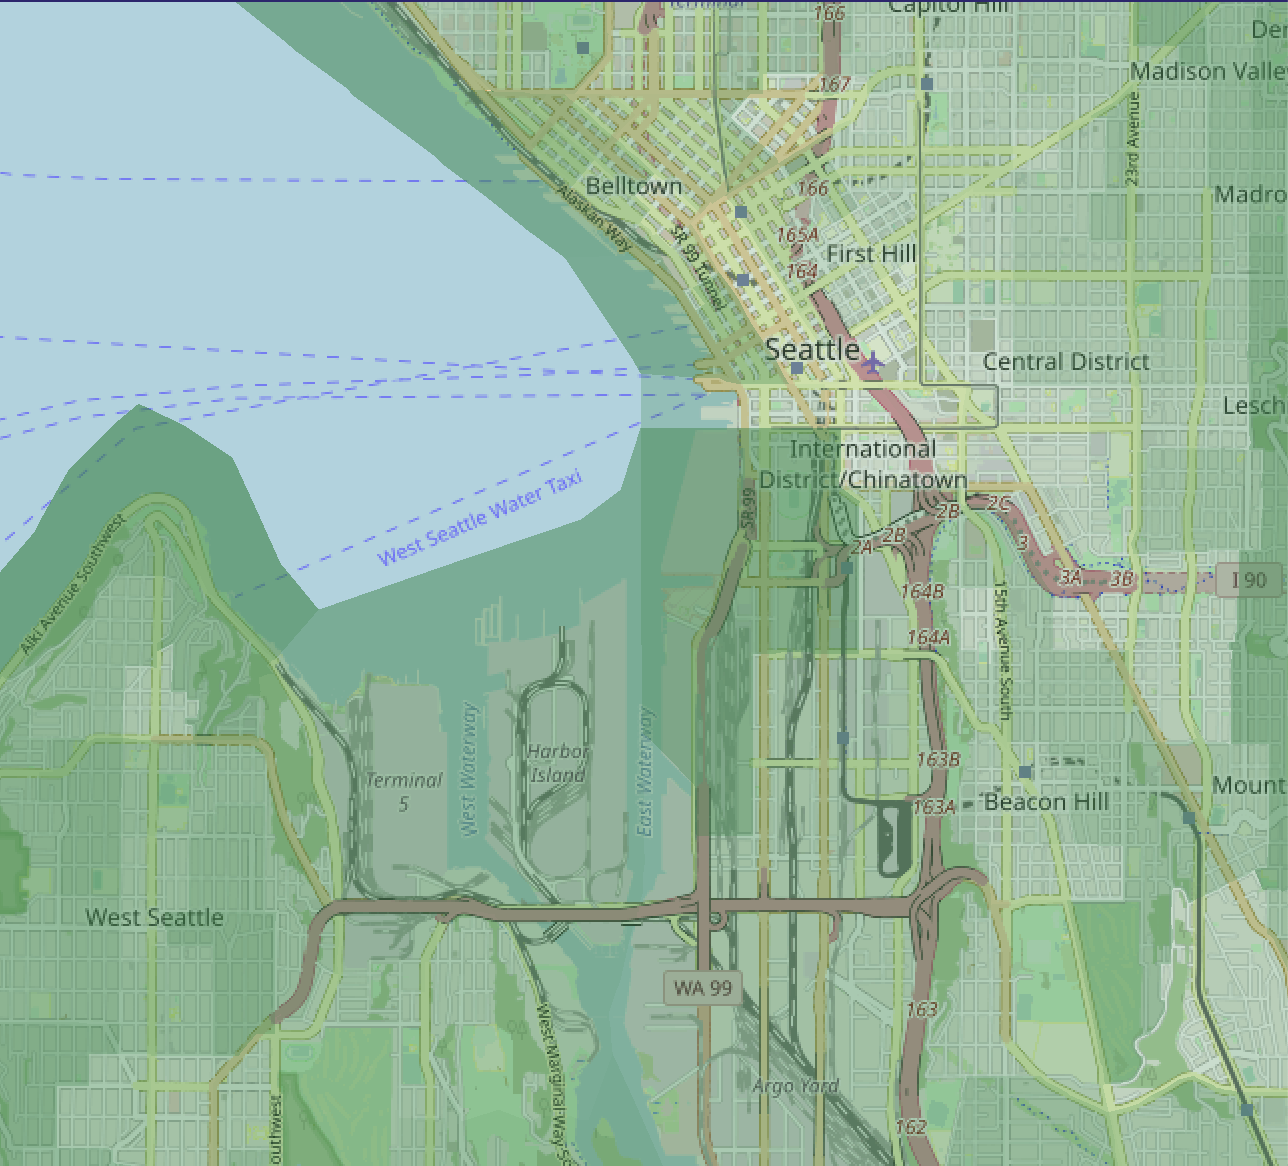 Terminal
166
Capitol Hill
Der
Madison Valley
167
23rd Avenue
Belltown
166
Madro
Alaskan Way
SR 99 Tunnel
165A
First Hill
164
Seattle
Central District
Lesch
International
District/Chinatown
West Seattle Water Taxi
SR 99
2B
2C
2A
2B
3
3A
3B
I 90
Alki Avenue Southwest
164B
15th Avenue South
164A
West Waterway
East Waterway
Harbor
Island
Terminal
5
163B
163A
Beacon Hill
Mount
West Seattle
WA 99
163
West Marginal Way S
Argo Yard
outhwest
162